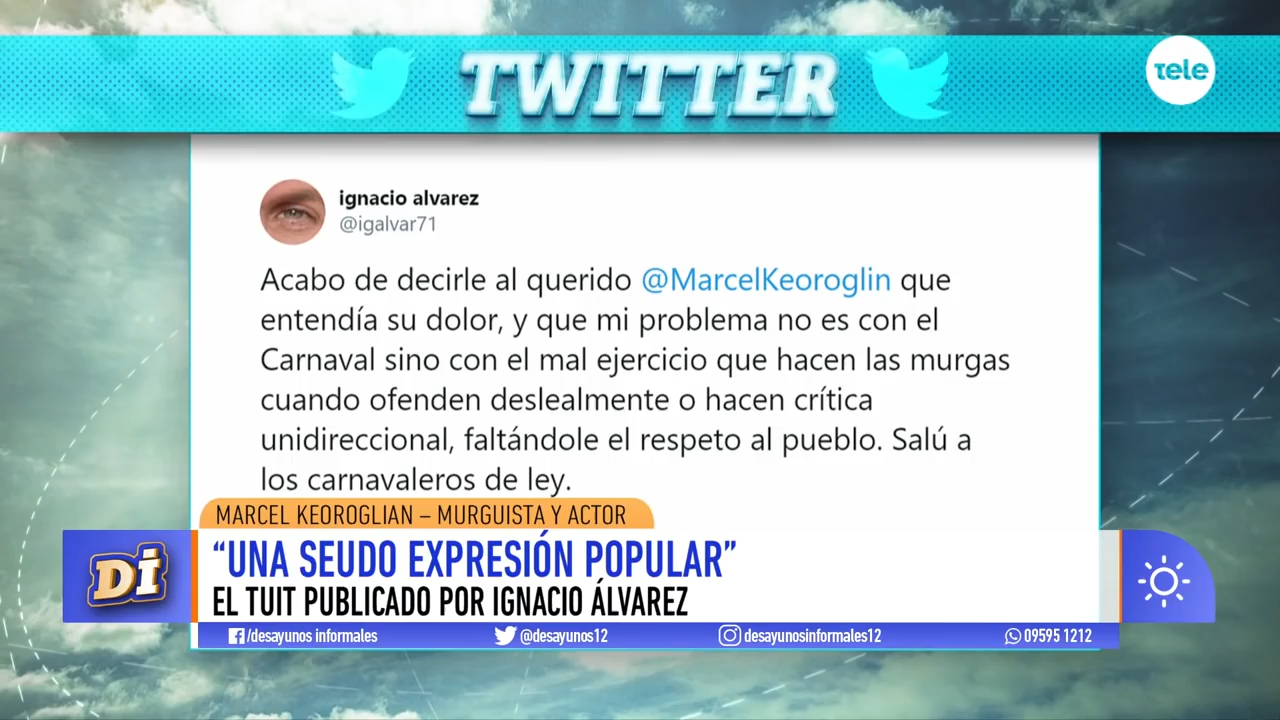 TWITTER
tele
ignacio alvarez
@igalvar71
Acabo de decirle al querido @MarcelKeoroglin que
entendía su dolor, y que mi problema no es con el
Carnaval sino con el mal ejercicio que hacen las murgas
cuando ofenden deslealmente o hacen crítica
unidireccional, faltándole el respeto al pueblo. Salú a
los carnavaleros de ley.
MARCEL KEOROGLIAN – MURGUISTA Y ACTOR
Di
“UNA SEUDO EXPRESIÓN POPULAR”
EL TUIT PUBLICADO POR IGNACIO ÁLVAREZ
/desayunos informales @desayunos12 desayunosinformales12 09595 1212